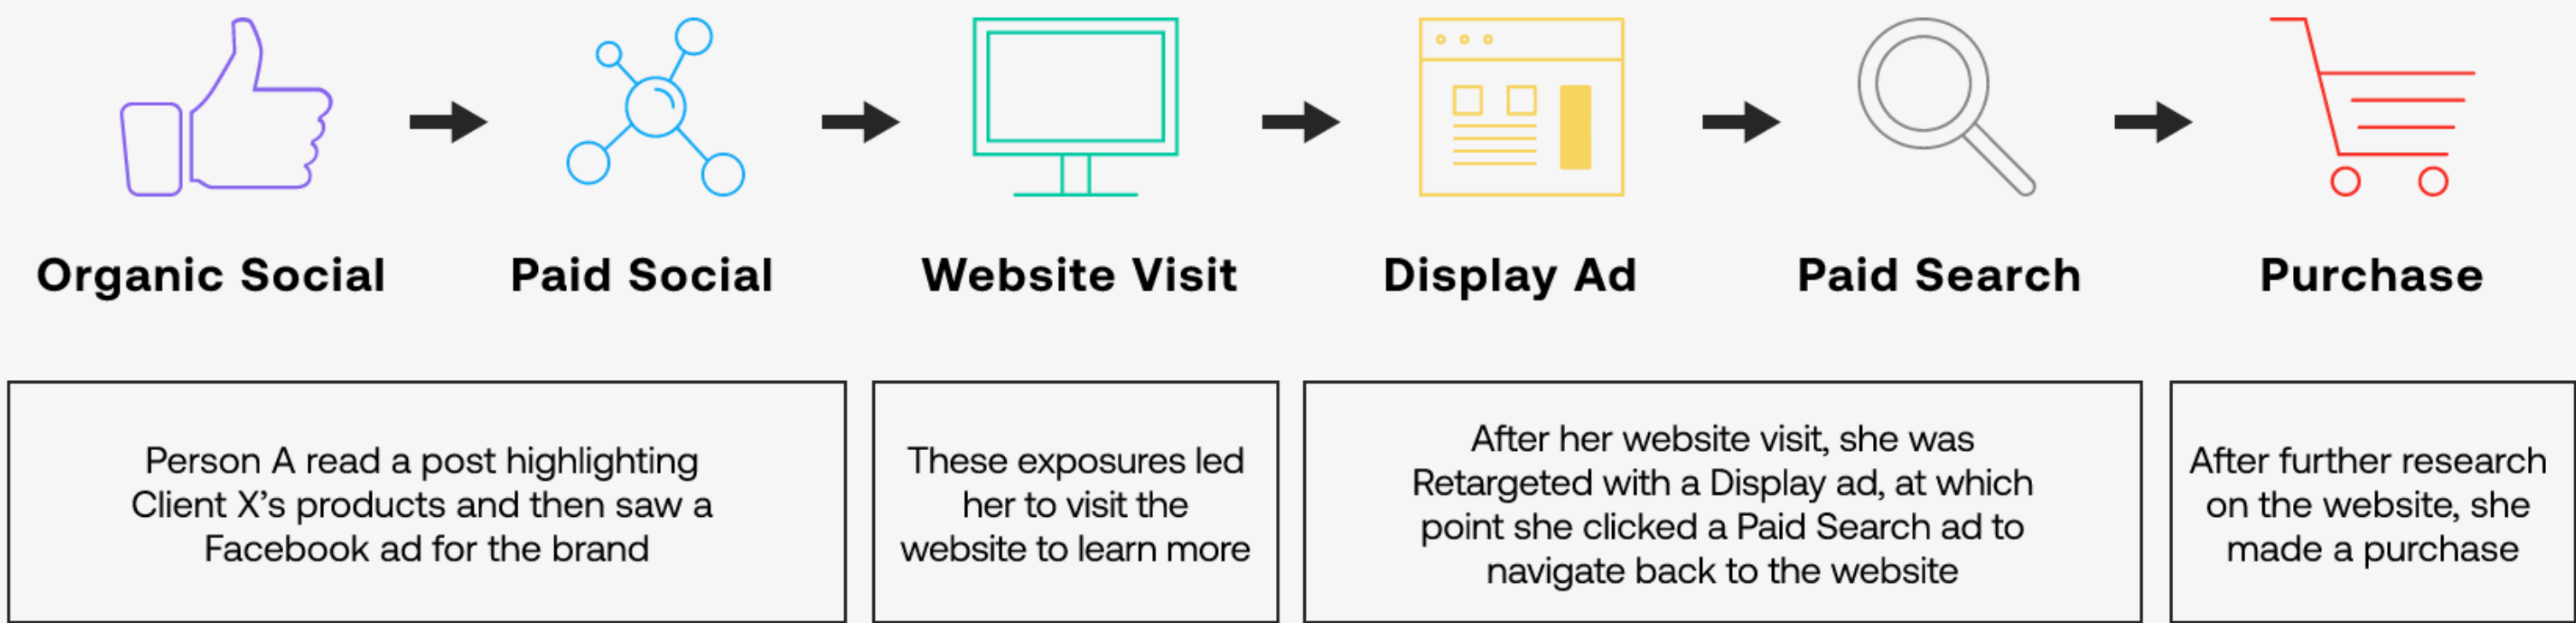 Organic Social
Paid Social
Website Visit
Display Ad
Paid Search
Purchase
Person A read a post highlighting
Client X’s products and then saw a
Facebook ad for the brand
These exposures led
her to visit the
website to learn more
After her website visit, she was
Retargeted with a Display ad, at which
point she clicked a Paid Search ad to
navigate back to the website
After further research
on the website, she
made a purchase